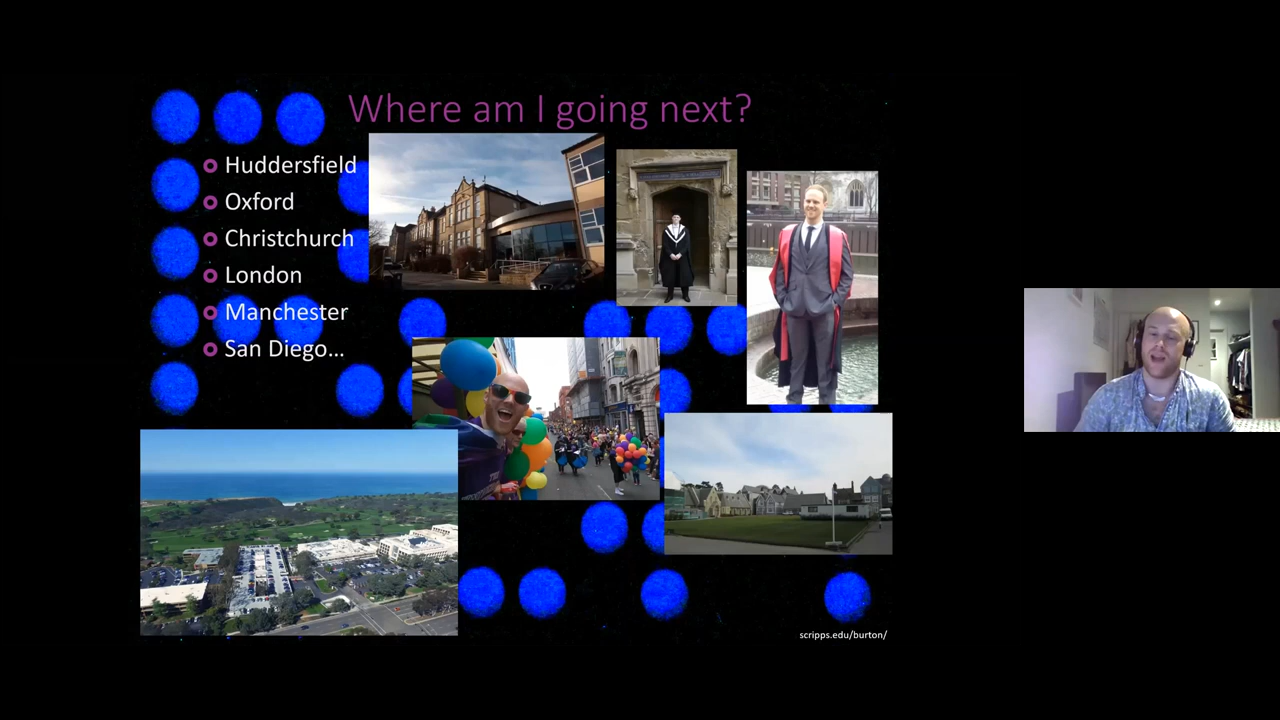 Where am I going next?
Huddersfield
Oxford
Christchurch
London
Manchester
San Diego...
scripps.edu/burton/